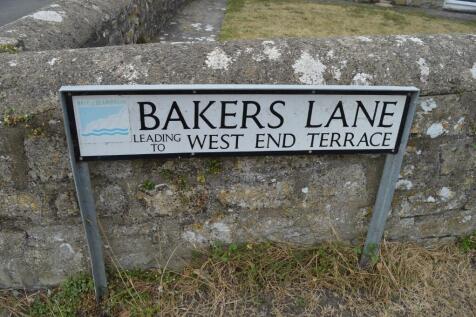 BAKERS LANE
LEADING TO WEST END TERRACE